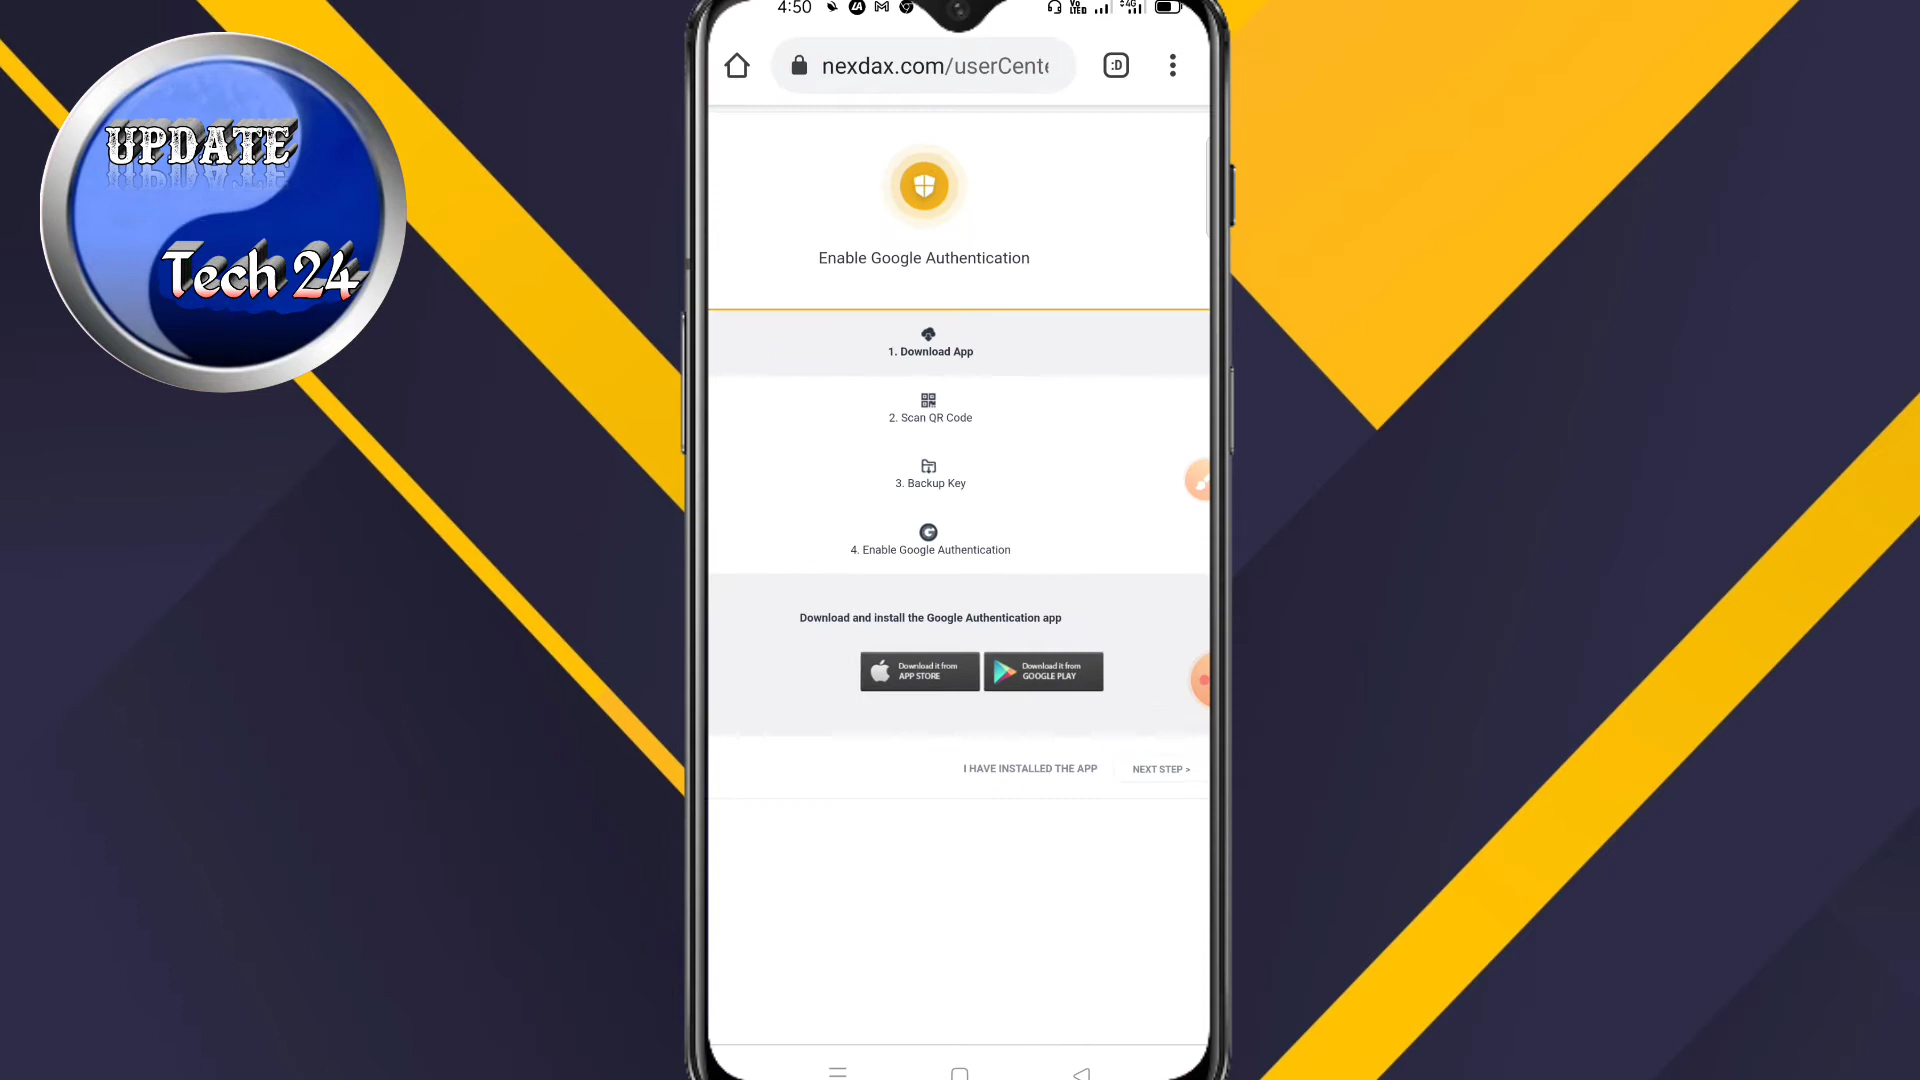 UPDATE
Tech 24
4:50
nexdax.com/userCente
:D
Enable Google Authentication
1. Download App
2. Scan QR Code
3. Backup Key
4. Enable Google Authentication
Download and install the Google Authentication app
Download it from
APP STORE
Download it from
GOOGLE PLAY
I HAVE INSTALLED THE APP
NEXT STEP >